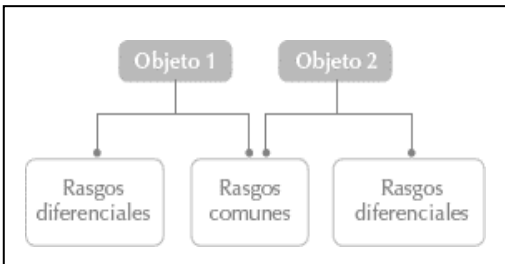 Objeto 1
Objeto 2
Rasgos
diferenciales
Rasgos
comunes
Rasgos
diferenciales